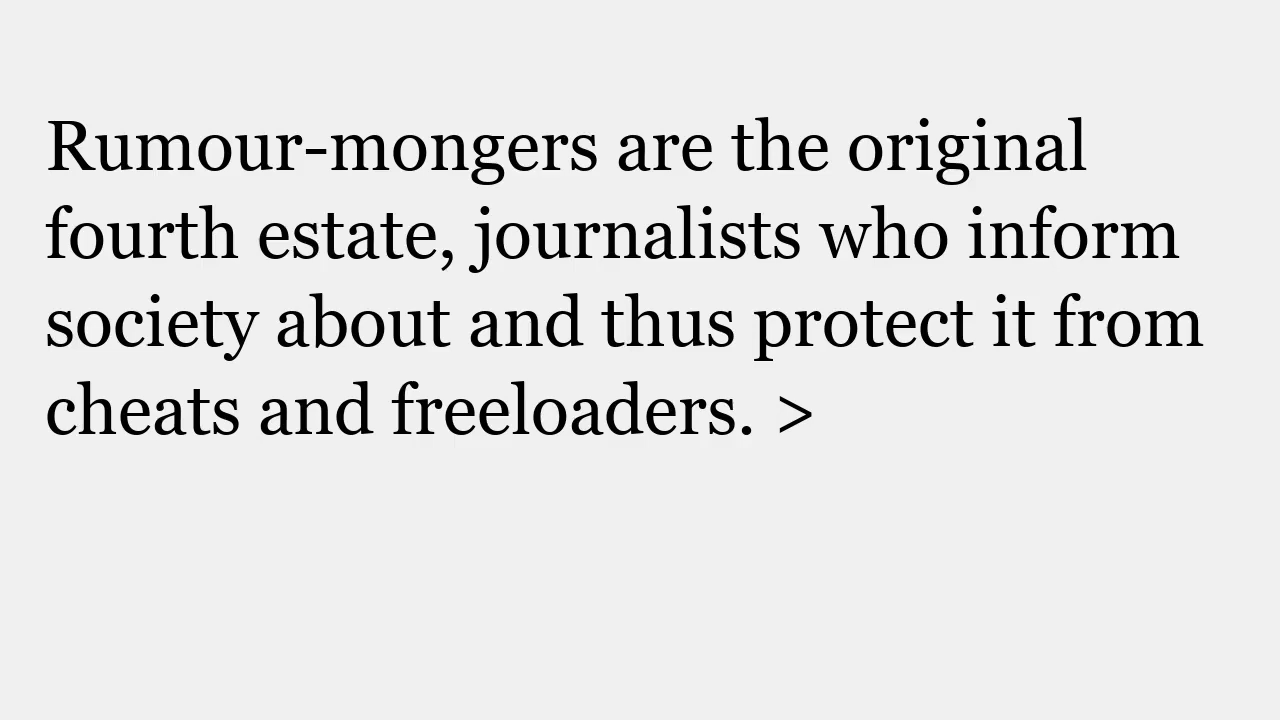 Rumour-mongers are the original
fourth estate, journalists who inform
society about and thus protect it from
cheats and freeloaders. >